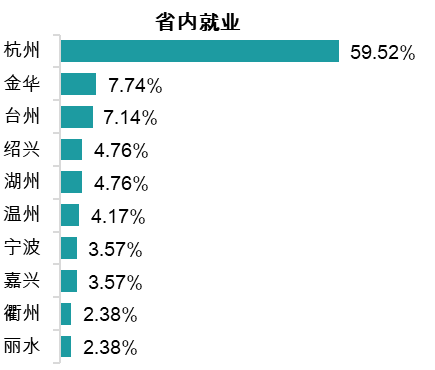 省内就业
杭州 59.52%
金华 7.74%
台州 7.14%
绍兴 4.76%
湖州 4.76%
温州 4.17%
宁波 3.57%
嘉兴 3.57%
衢州 2.38%
丽水 2.38%